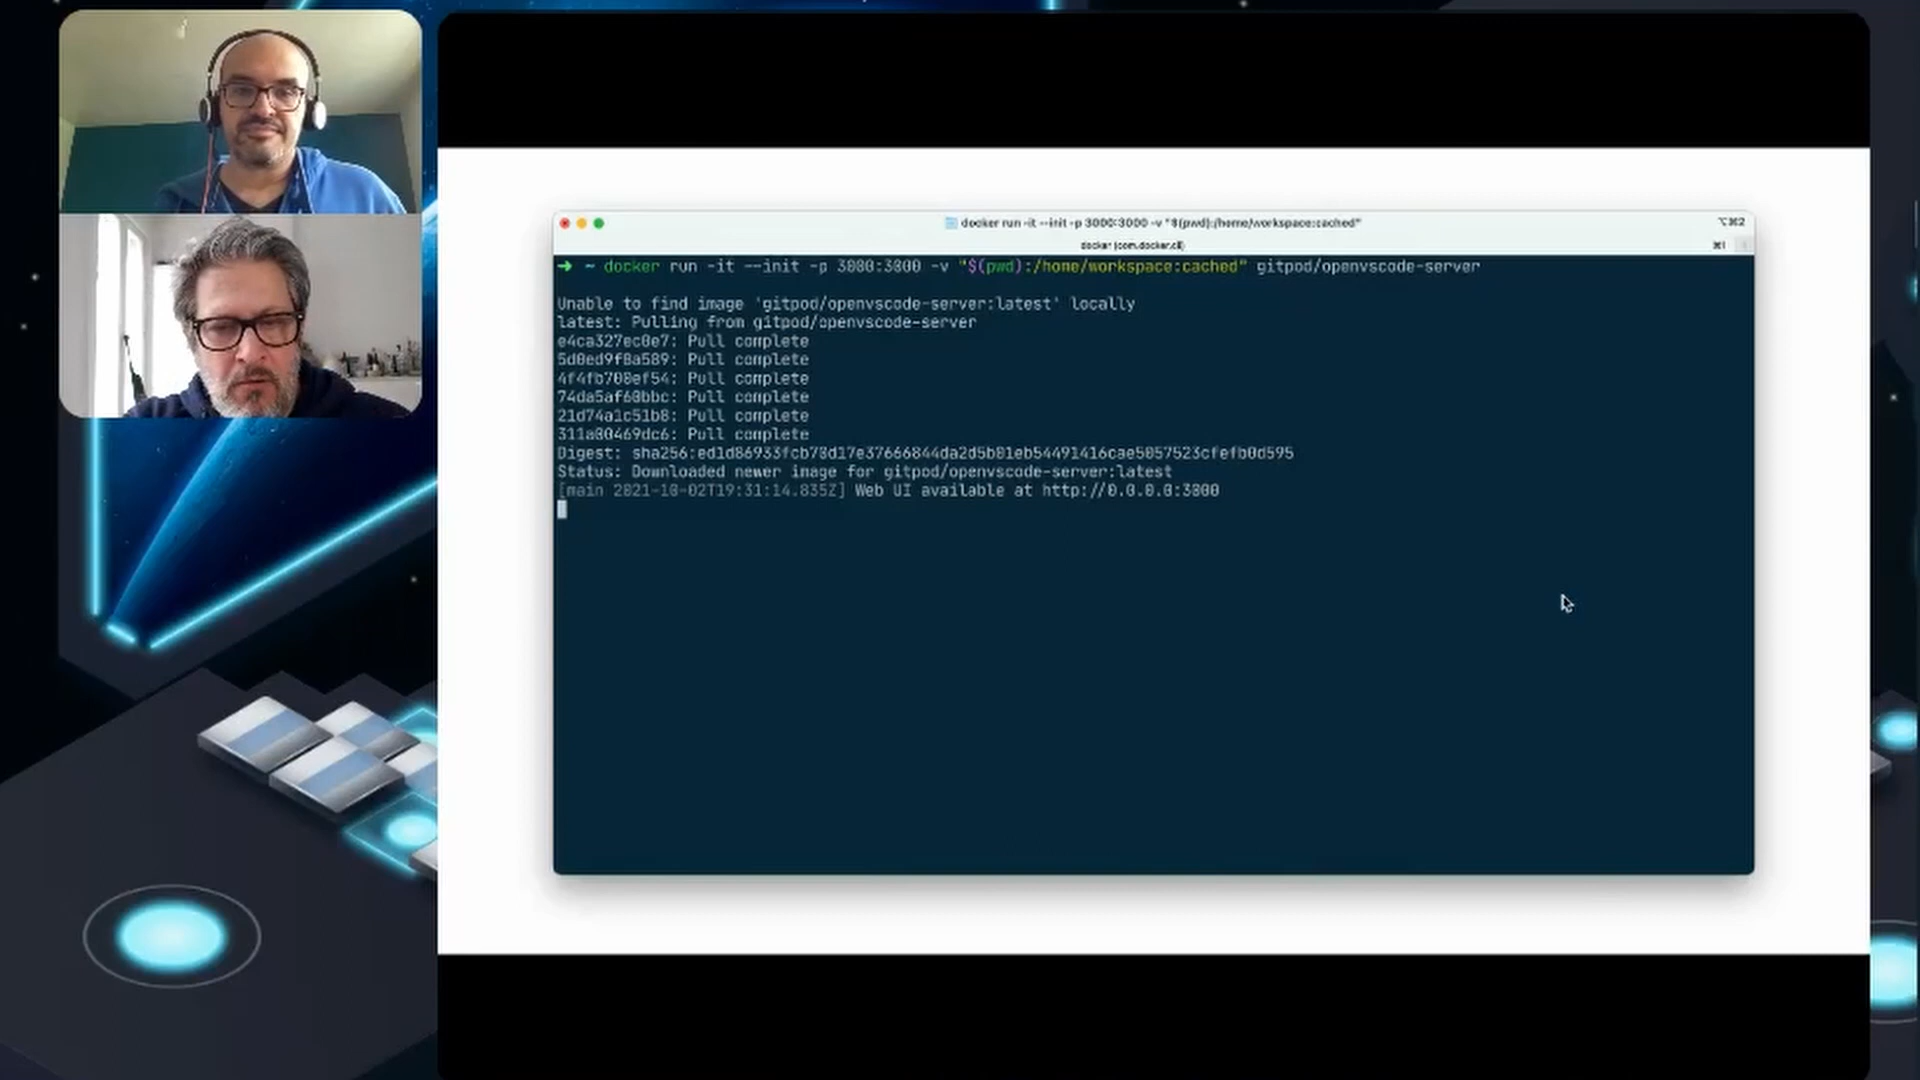 docker run -it --init -p 3000:3000 -v "$(pwd):/home/workspace:cached"
⌥⌘2
docker (com.docker.cli)
⌘1
➜ ~ docker run -it --init -p 3000:3000 -v "$(pwd):/home/workspace:cached" gitpod/openvscode-server
Unable to find image 'gitpod/openvscode-server:latest' locally
latest: Pulling from gitpod/openvscode-server
e4ca327ec0e7: Pull complete
5d0ed9f8a589: Pull complete
4f4fb700ef54: Pull complete
74da5af60bbc: Pull complete
21d74a1c51b8: Pull complete
311a00469dc6: Pull complete
Digest: sha256:ed1d86933fcb78d17e37666844da2d5b01eb54491416cae5057523cfefb0d595
Status: Downloaded newer image for gitpod/openvscode-server:latest
[main 2021-10-02T19:31:14.835Z] Web UI available at http://0.0.0.0:3000